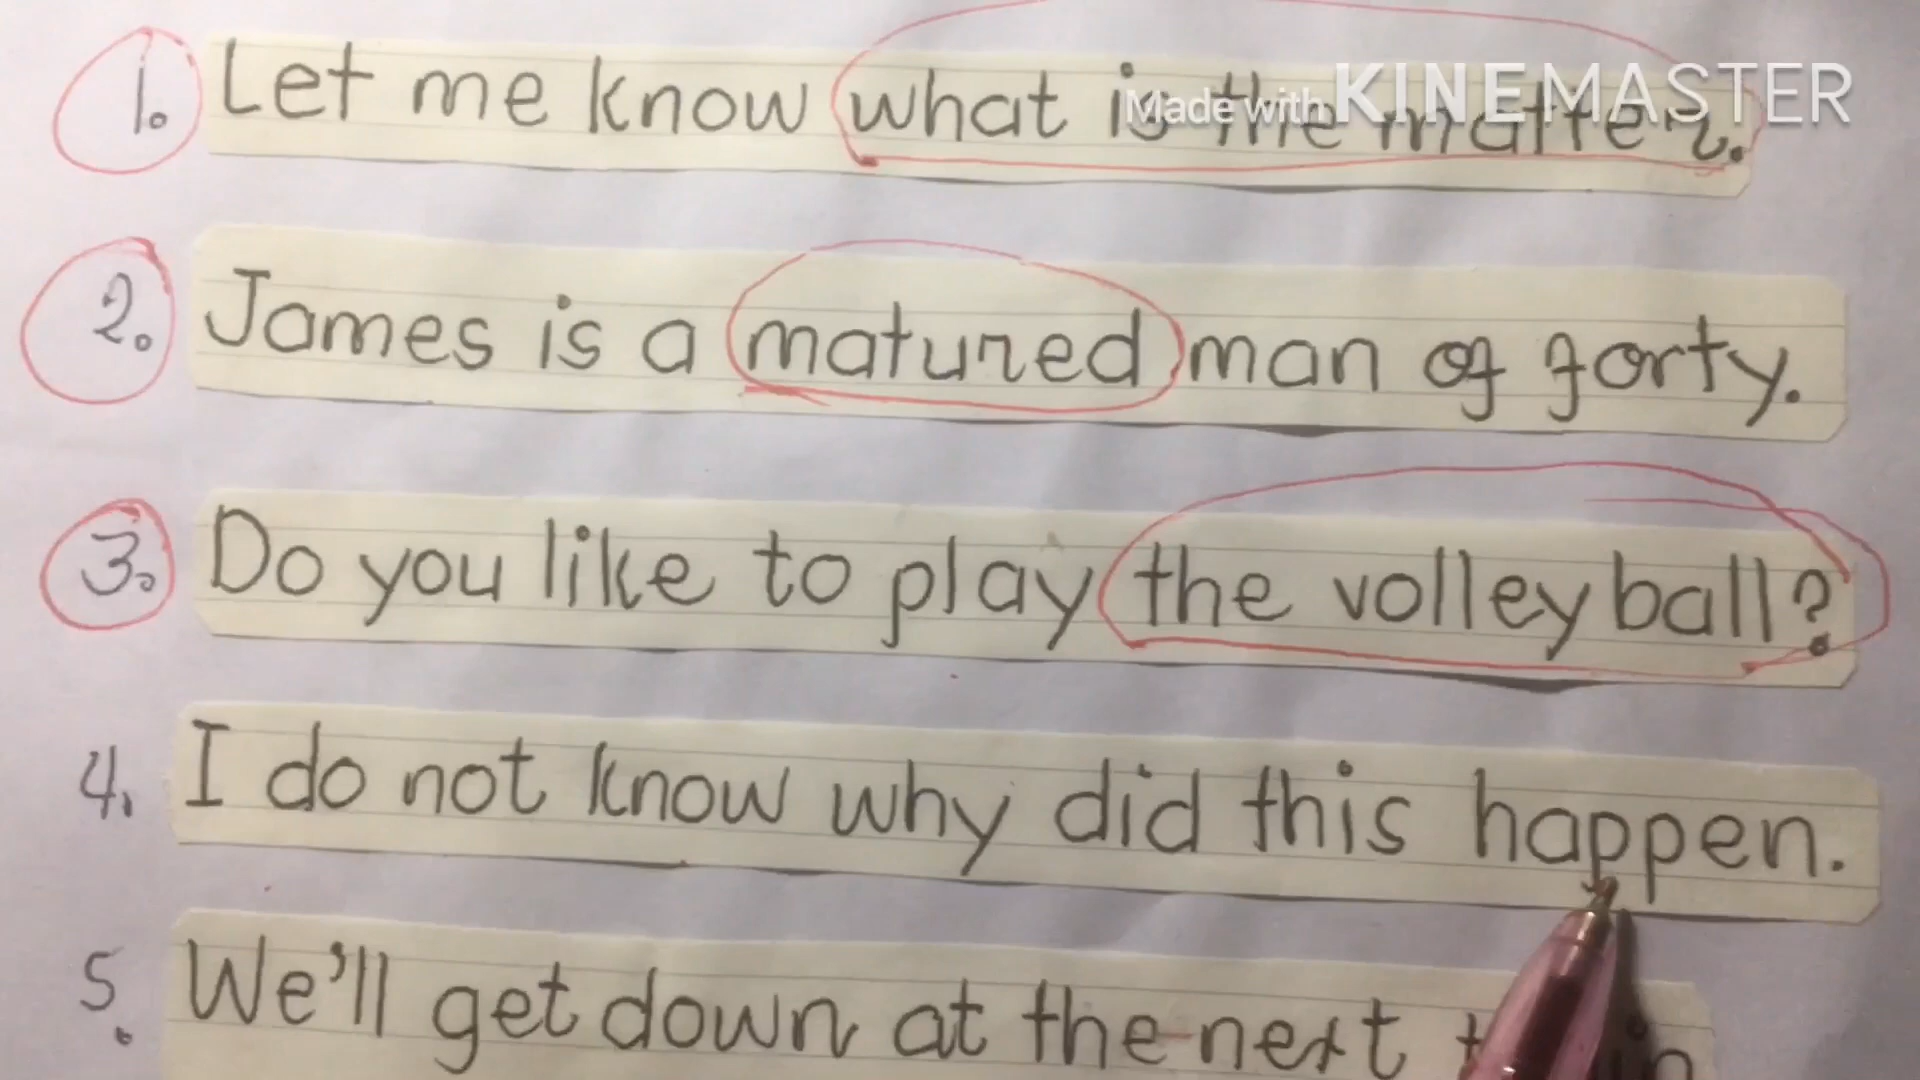 1. Let me know what is the matter.
Made with KINEMASTER
2. James is a matured man of forty.
3. Do you like to play the volleyball?
4. I do not know why did this happen.
5. We'll get down at the next